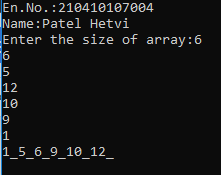 En.No.:210410107004
Name:Patel Hetvi
Enter the size of array:6
6
5
12
10
9
1
1_5_6_9_10_12_